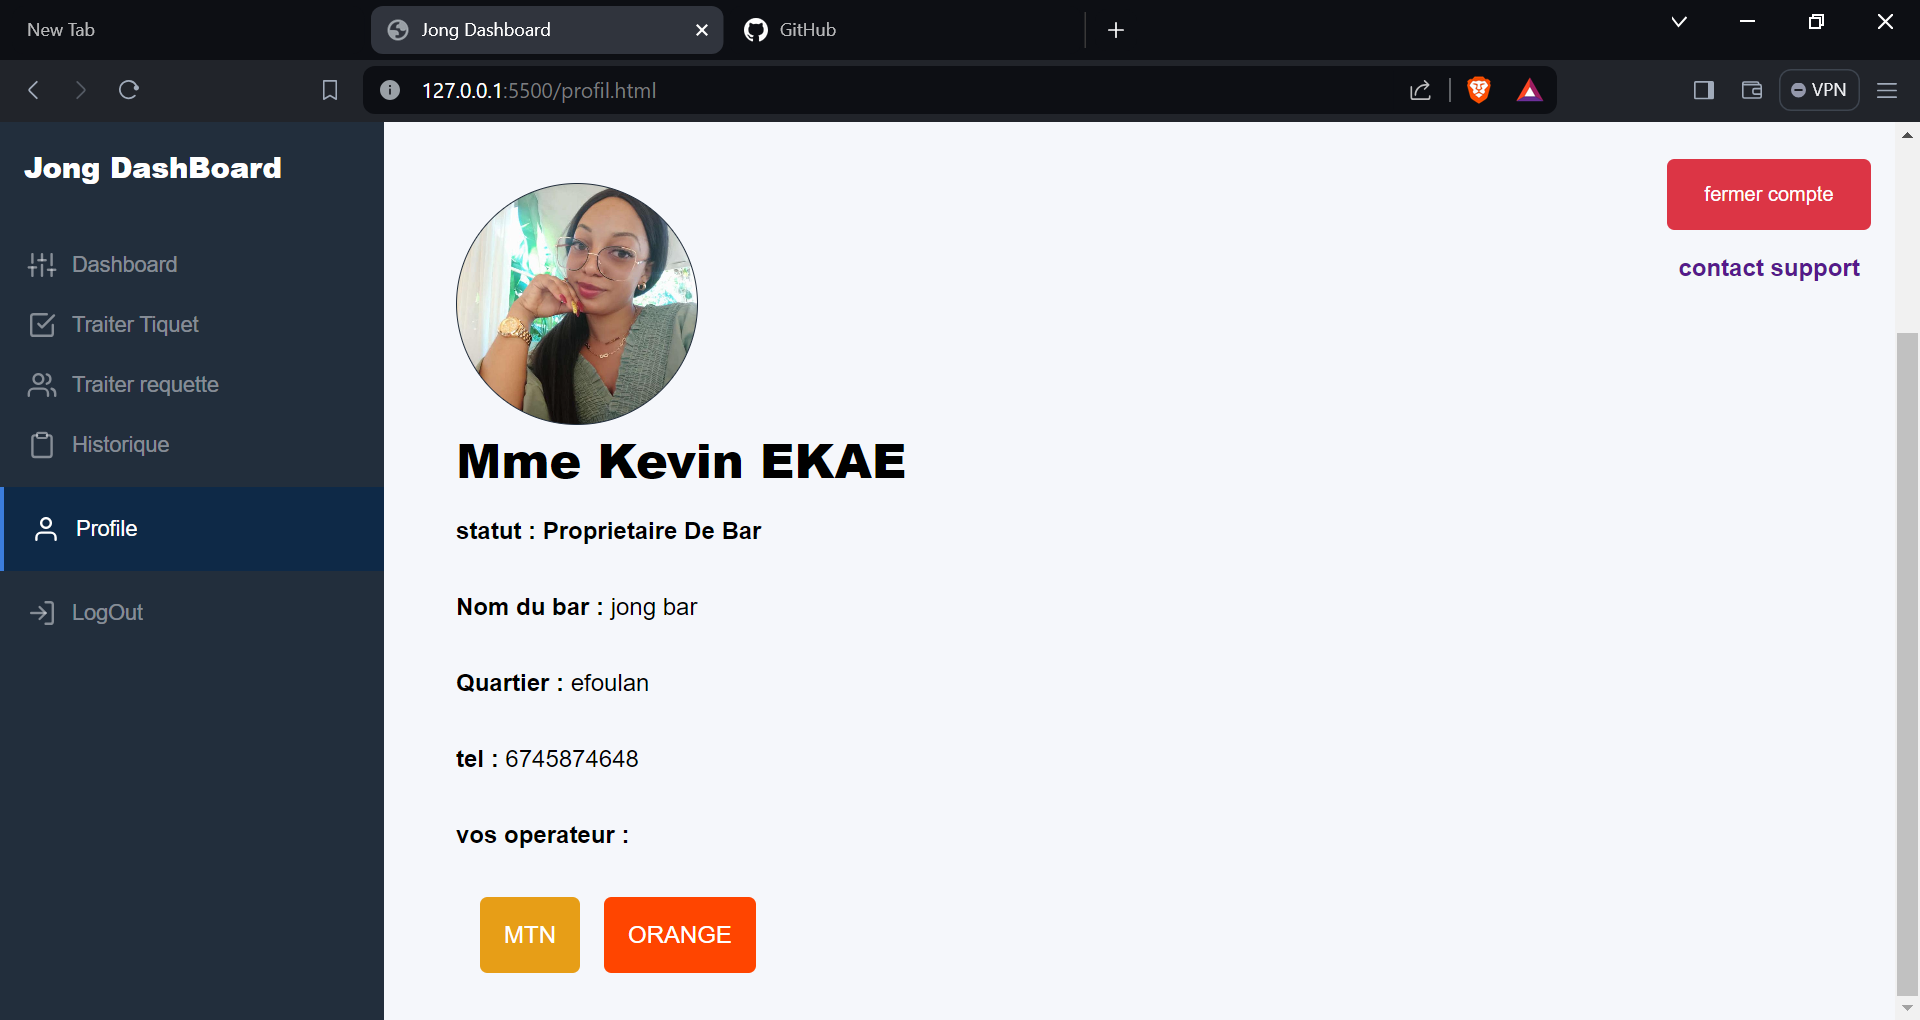 New Tab
Jong Dashboard
GitHub
127.0.0.1:5500/profil.html
VPN
Jong DashBoard
Dashboard
Traiter Tiquet
Traiter requette
Historique
Profile
LogOut
fermer compte
contact support
Mme Kevin EKAE
statut : Proprietaire De Bar
Nom du bar : jong bar
Quartier : efoulan
tel : 6745874648
vos operateur :
MTN
ORANGE